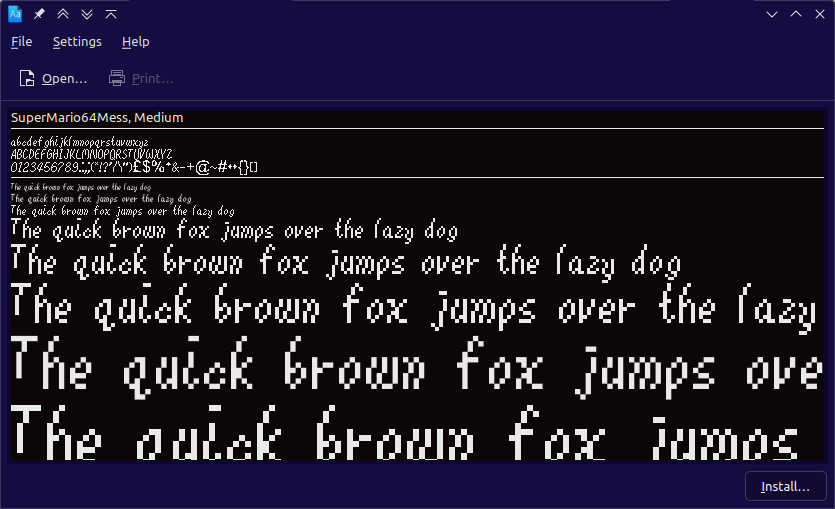 File Settings Help
Open... Print...
SuperMario64Mess, Medium
abcdefghijklmnopqrstuvwxyz
ABCDEFGHIJKLMNOPQRSTUVWXYZ
0123456789.:,;(*!?'/\")£$%*&-+@~#<>{}[]
The quick brown fox jumps over the lazy dog
The quick brown fox jumps over the lazy dog
The quick brown fox jumps over the lazy dog
The quick brown fox jumps over the lazy dog
The quick brown fox jumps over the lazy dog
The quick brown fox jumps over the lazy
The quick brown fox jumps ove
The quick brown fox jumps
Install...